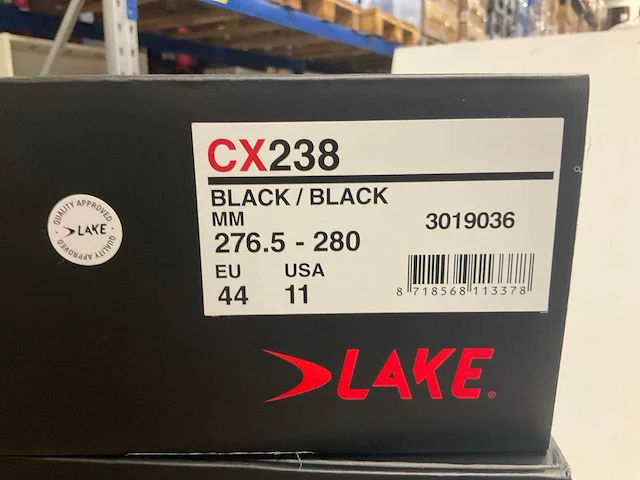 CX238
BLACK / BLACK
MM
276.5 - 280
3019036
EU USA
44 11
8 718568 113378
QUALITY APPROVED
LAKE
QUALITY APPROVED
LAKE®